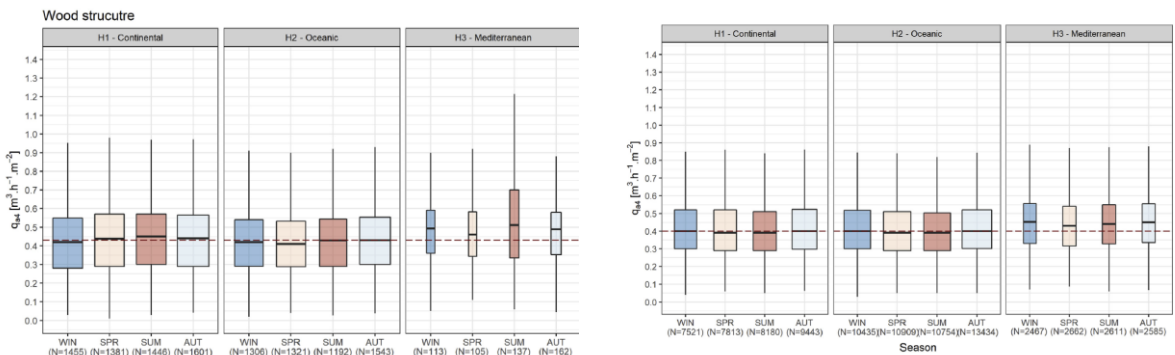 Wood strucutre
H1 - Continental
H2 - Oceanic
H3 - Mediterranean
1.4
1.3
1.2
1.1
1.0
0.9
0.8
0.7
0.6
0.5
0.4
0.3
0.2
0.1
0.0
qa4 [m³.h⁻¹.m⁻²]
WIN SPR SUM AUT
(N=1455) (N=1381) (N=1446) (N=1601)
WIN SPR SUM AUT
(N=1306) (N=1321) (N=1192) (N=1543)
WIN SPR SUM AUT
(N=113) (N=105) (N=137) (N=162)
H1 - Continental
H2 - Oceanic
H3 - Mediterranean
1.4
1.3
1.2
1.1
1.0
0.9
0.8
0.7
0.6
0.5
0.4
0.3
0.2
0.1
0.0
qa4 [m³.h⁻¹.m⁻²]
WIN SPR SUM AUT
(N=7521) (N=7813) (N=8180) (N=9443)
WIN SPR SUM AUT
(N=10435) (N=10909) (N=10754) (N=13434)
WIN SPR SUM AUT
(N=2467) (N=2662) (N=2611) (N=2585)
Season